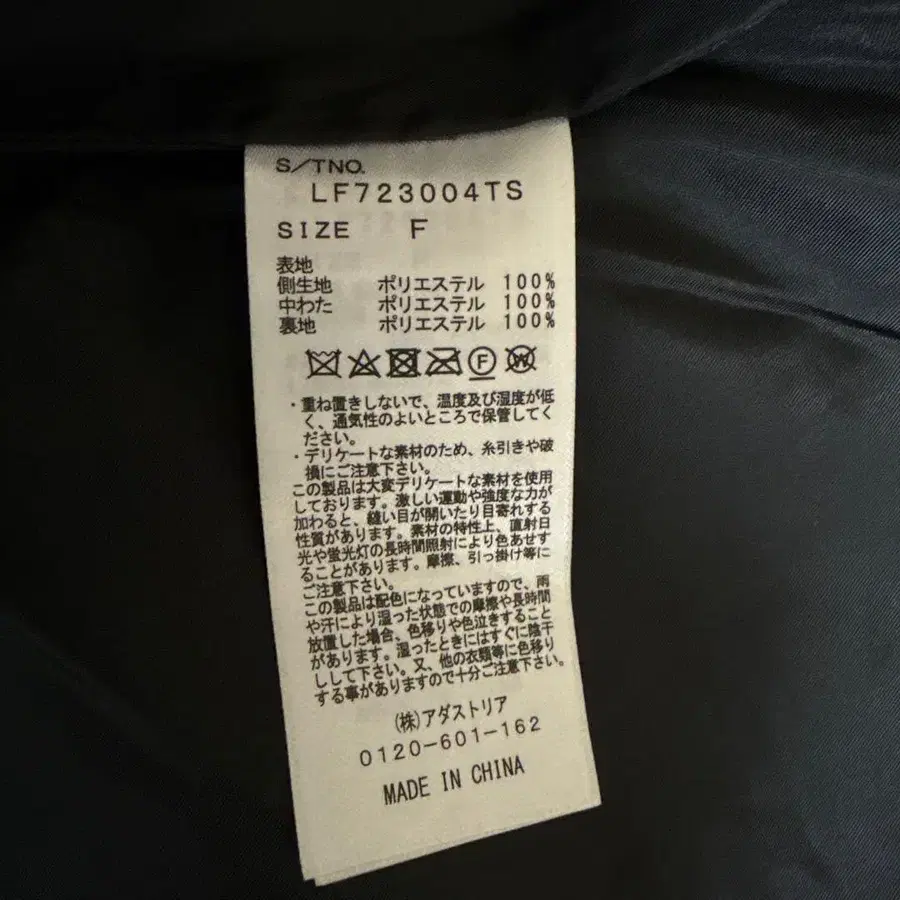 S/TNO.
LF723004TS
SIZE F
表地
側生地 ポリエステル 100%
中わた ポリエステル 100%
裏地 ポリエステル 100%
F
W
・重ね置きしないで、温度及び湿度が低
く、通気性のよいところで保管してく
ださい。
・デリケートな素材のため、糸引きや破
損にご注意下さい。
この製品は大変デリケートな素材を使用
しております。激しい運動や強度な力が
加わると、縫い目が開いたり目寄れする
性質があります。素材の特性上、直射日
光や蛍光灯の長時間照射により色あせす
ることがあります。摩擦、引っ掛け等に
ご注意下さい。
この製品は配色になっていますので、雨
や汗により湿った状態での摩擦や長時間
放置した場合、色移りや色泣きすること
があります。湿ったときにはすぐに陰干
しして下さい。又、他の衣類等に色移り
する事がありますので十分ご注意下さい。
(株)アダストリア
0120-601-162
MADE IN CHINA